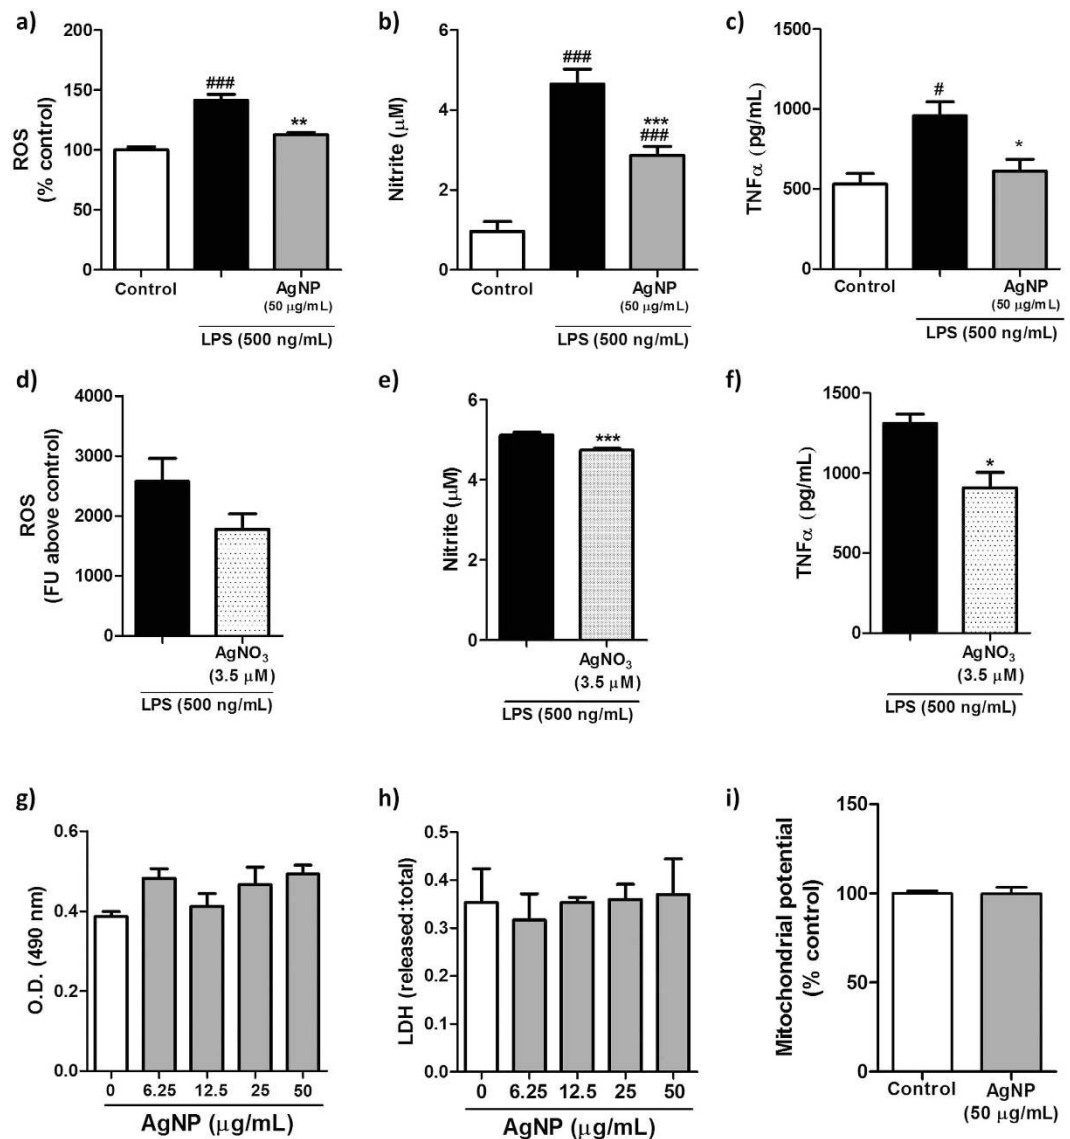 a)
ROS
(% control)
200
150
100
50
0
###
**
Control
AgNP
(50 μg/mL)
LPS (500 ng/mL)
b)
Nitrite (μM)
6
4
2
0
###
***
###
Control
AgNP
(50 μg/mL)
LPS (500 ng/mL)
c)
TNFα (pg/mL)
1500
1000
500
0
#
*
Control
AgNP
(50 μg/mL)
LPS (500 ng/mL)
d)
ROS
(FU above control)
4000
3000
2000
1000
0
AgNO₃
(3.5 μM)
LPS (500 ng/mL)
e)
Nitrite (μM)
6
4
2
0
***
AgNO₃
(3.5 μM)
LPS (500 ng/mL)
f)
TNFα (pg/mL)
1500
1000
500
0
*
AgNO₃
(3.5 μM)
LPS (500 ng/mL)
g)
O.D. (490 nm)
0.6
0.4
0.2
0.0
0 6.25 12.5 25 50
AgNP (μg/mL)
h)
LDH (released:total)
0.5
0.4
0.3
0.2
0.1
0.0
0 6.25 12.5 25 50
AgNP (μg/mL)
i)
Mitochondrial potential
(% control)
150
100
50
0
Control
AgNP
(50 μg/mL)